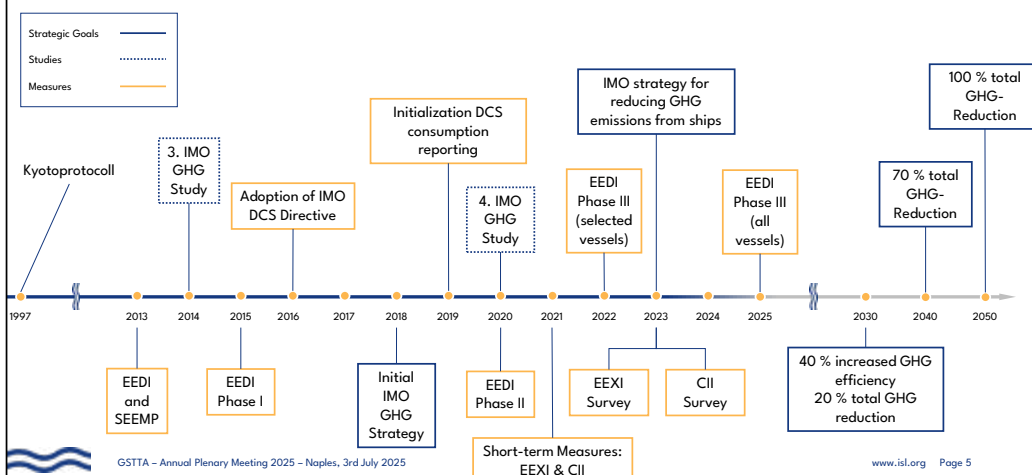 Strategic Goals
Studies
Measures
Kyotoprotocoll
3. IMO
GHG
Study
Adoption of IMO
DCS Directive
Initialization DCS
consumption
reporting
4. IMO
GHG
Study
EEDI
Phase III
(selected
vessels)
IMO strategy for
reducing GHG
emissions from ships
EEDI
Phase III
(all
vessels)
70 % total
GHG-
Reduction
100 % total
GHG-
Reduction
1997
2013
2014
2015
2016
2017
2018
2019
2020
2021
2022
2023
2024
2025
2030
2040
2050
EEDI
and
SEEMP
EEDI
Phase I
Initial
IMO
GHG
Strategy
EEDI
Phase II
Short-term Measures:
EEXI & CII
EEXI
Survey
CII
Survey
40 % increased GHG
efficiency
20 % total GHG
reduction
GSTTA – Annual Plenary Meeting 2025 – Naples, 3rd July 2025
www.isl.org Page 5